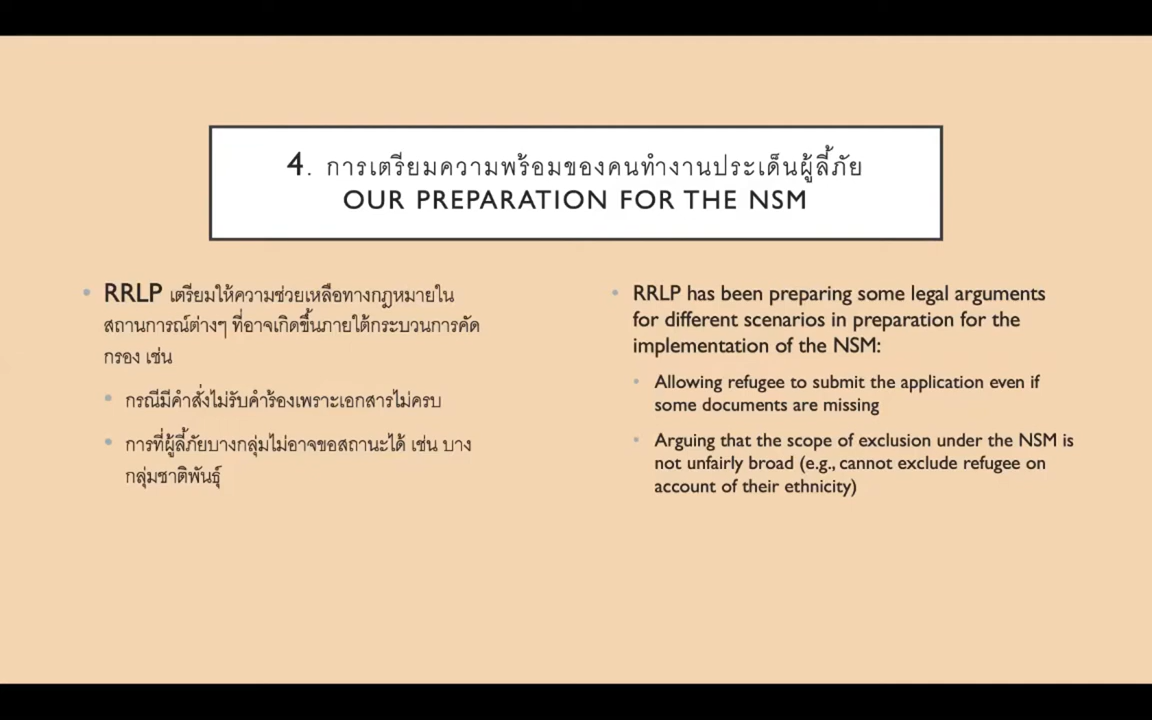 4. การเตรียมความพร้อมของคนทำงานประเด็นผู้ลี้ภัย
OUR PREPARATION FOR THE NSM
RRLP เตรียมให้ความช่วยเหลือทางกฎหมายใน
สถานการณ์ต่างๆ ที่อาจเกิดขึ้นภายใต้กระบวนการคัด
กรอง เช่น
กรณีมีคำสั่งไม่รับคำร้องเพราะเอกสารไม่ครบ
การที่ผู้ลี้ภัยบางกลุ่มไม่อาจขอสถานะได้ เช่น บาง
กลุ่มชาติพันธุ์
RRLP has been preparing some legal arguments
for different scenarios in preparation for the
implementation of the NSM:
Allowing refugee to submit the application even if
some documents are missing
Arguing that the scope of exclusion under the NSM is
not unfairly broad (e.g., cannot exclude refugee on
account of their ethnicity)